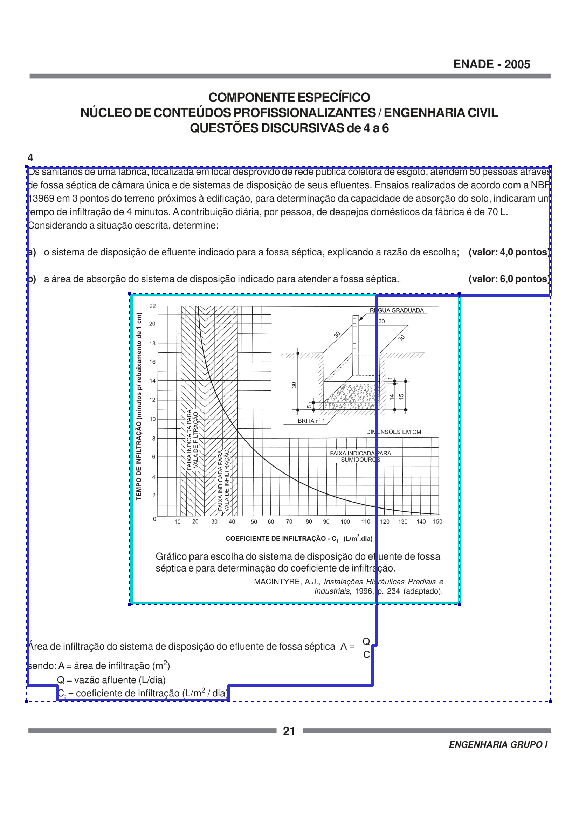 ENADE - 2005
COMPONENTE ESPECÍFICO
NÚCLEO DE CONTEÚDOS PROFISSIONALIZANTES / ENGENHARIA CIVIL
QUESTÕES DISCURSIVAS de 4 a 6
4
Os sanitários de uma fábrica, localizada em local desprovido de rede pública coletora de esgoto, atendem 50 pessoas através
de fossa séptica de câmara única e de sistemas de disposição de seus efluentes. Ensaios realizados de acordo com a NBR
13969 em 3 pontos do terreno próximos à edificação, para determinação da capacidade de absorção do solo, indicaram um
tempo de infiltração de 4 minutos. A contribuição diária, por pessoa, de despejos domésticos da fábrica é de 70 L.
Considerando a situação descrita, determine:
a) o sistema de disposição de efluente indicado para a fossa séptica, explicando a razão da escolha; (valor: 4,0 pontos)
b) a área de absorção do sistema de disposição indicado para atender a fossa séptica. (valor: 6,0 pontos)
TEMPO DE INFILTRAÇÃO (minutos p/ rebaixamento de 1 cm)
22
20
18
16
14
12
10
8
6
4
2
0
FAIXA INDICADA PARA
VALA DE FILTRAÇÃO
FAIXA INDICADA PARA
VALA DE INFILTRAÇÃO
RÉGUA GRADUADA
30
30
BRITA nº 1
DIMENSÕES EM CM
FAIXA INDICADA PARA
SUMIDOUROS
10 20 30 40 50 60 70 80 90 100 110 120 130 140 150
COEFICIENTE DE INFILTRAÇÃO - Ci (L/m².dia)
Gráfico para escolha do sistema de disposição do efluente de fossa
séptica e para determinação do coeficiente de infiltração.
MACINTYRE, A.J., Instalações Hidráulicas Prediais e
Industriais, 1996, p. 234 (adaptado).
Área de infiltração do sistema de disposição do efluente de fossa séptica A = Q
C
sendo: A = área de infiltração (m²)
Q = vazão afluente (L/dia)
Ci = coeficiente de infiltração (L/m² / dia)
21
ENGENHARIA GRUPO I